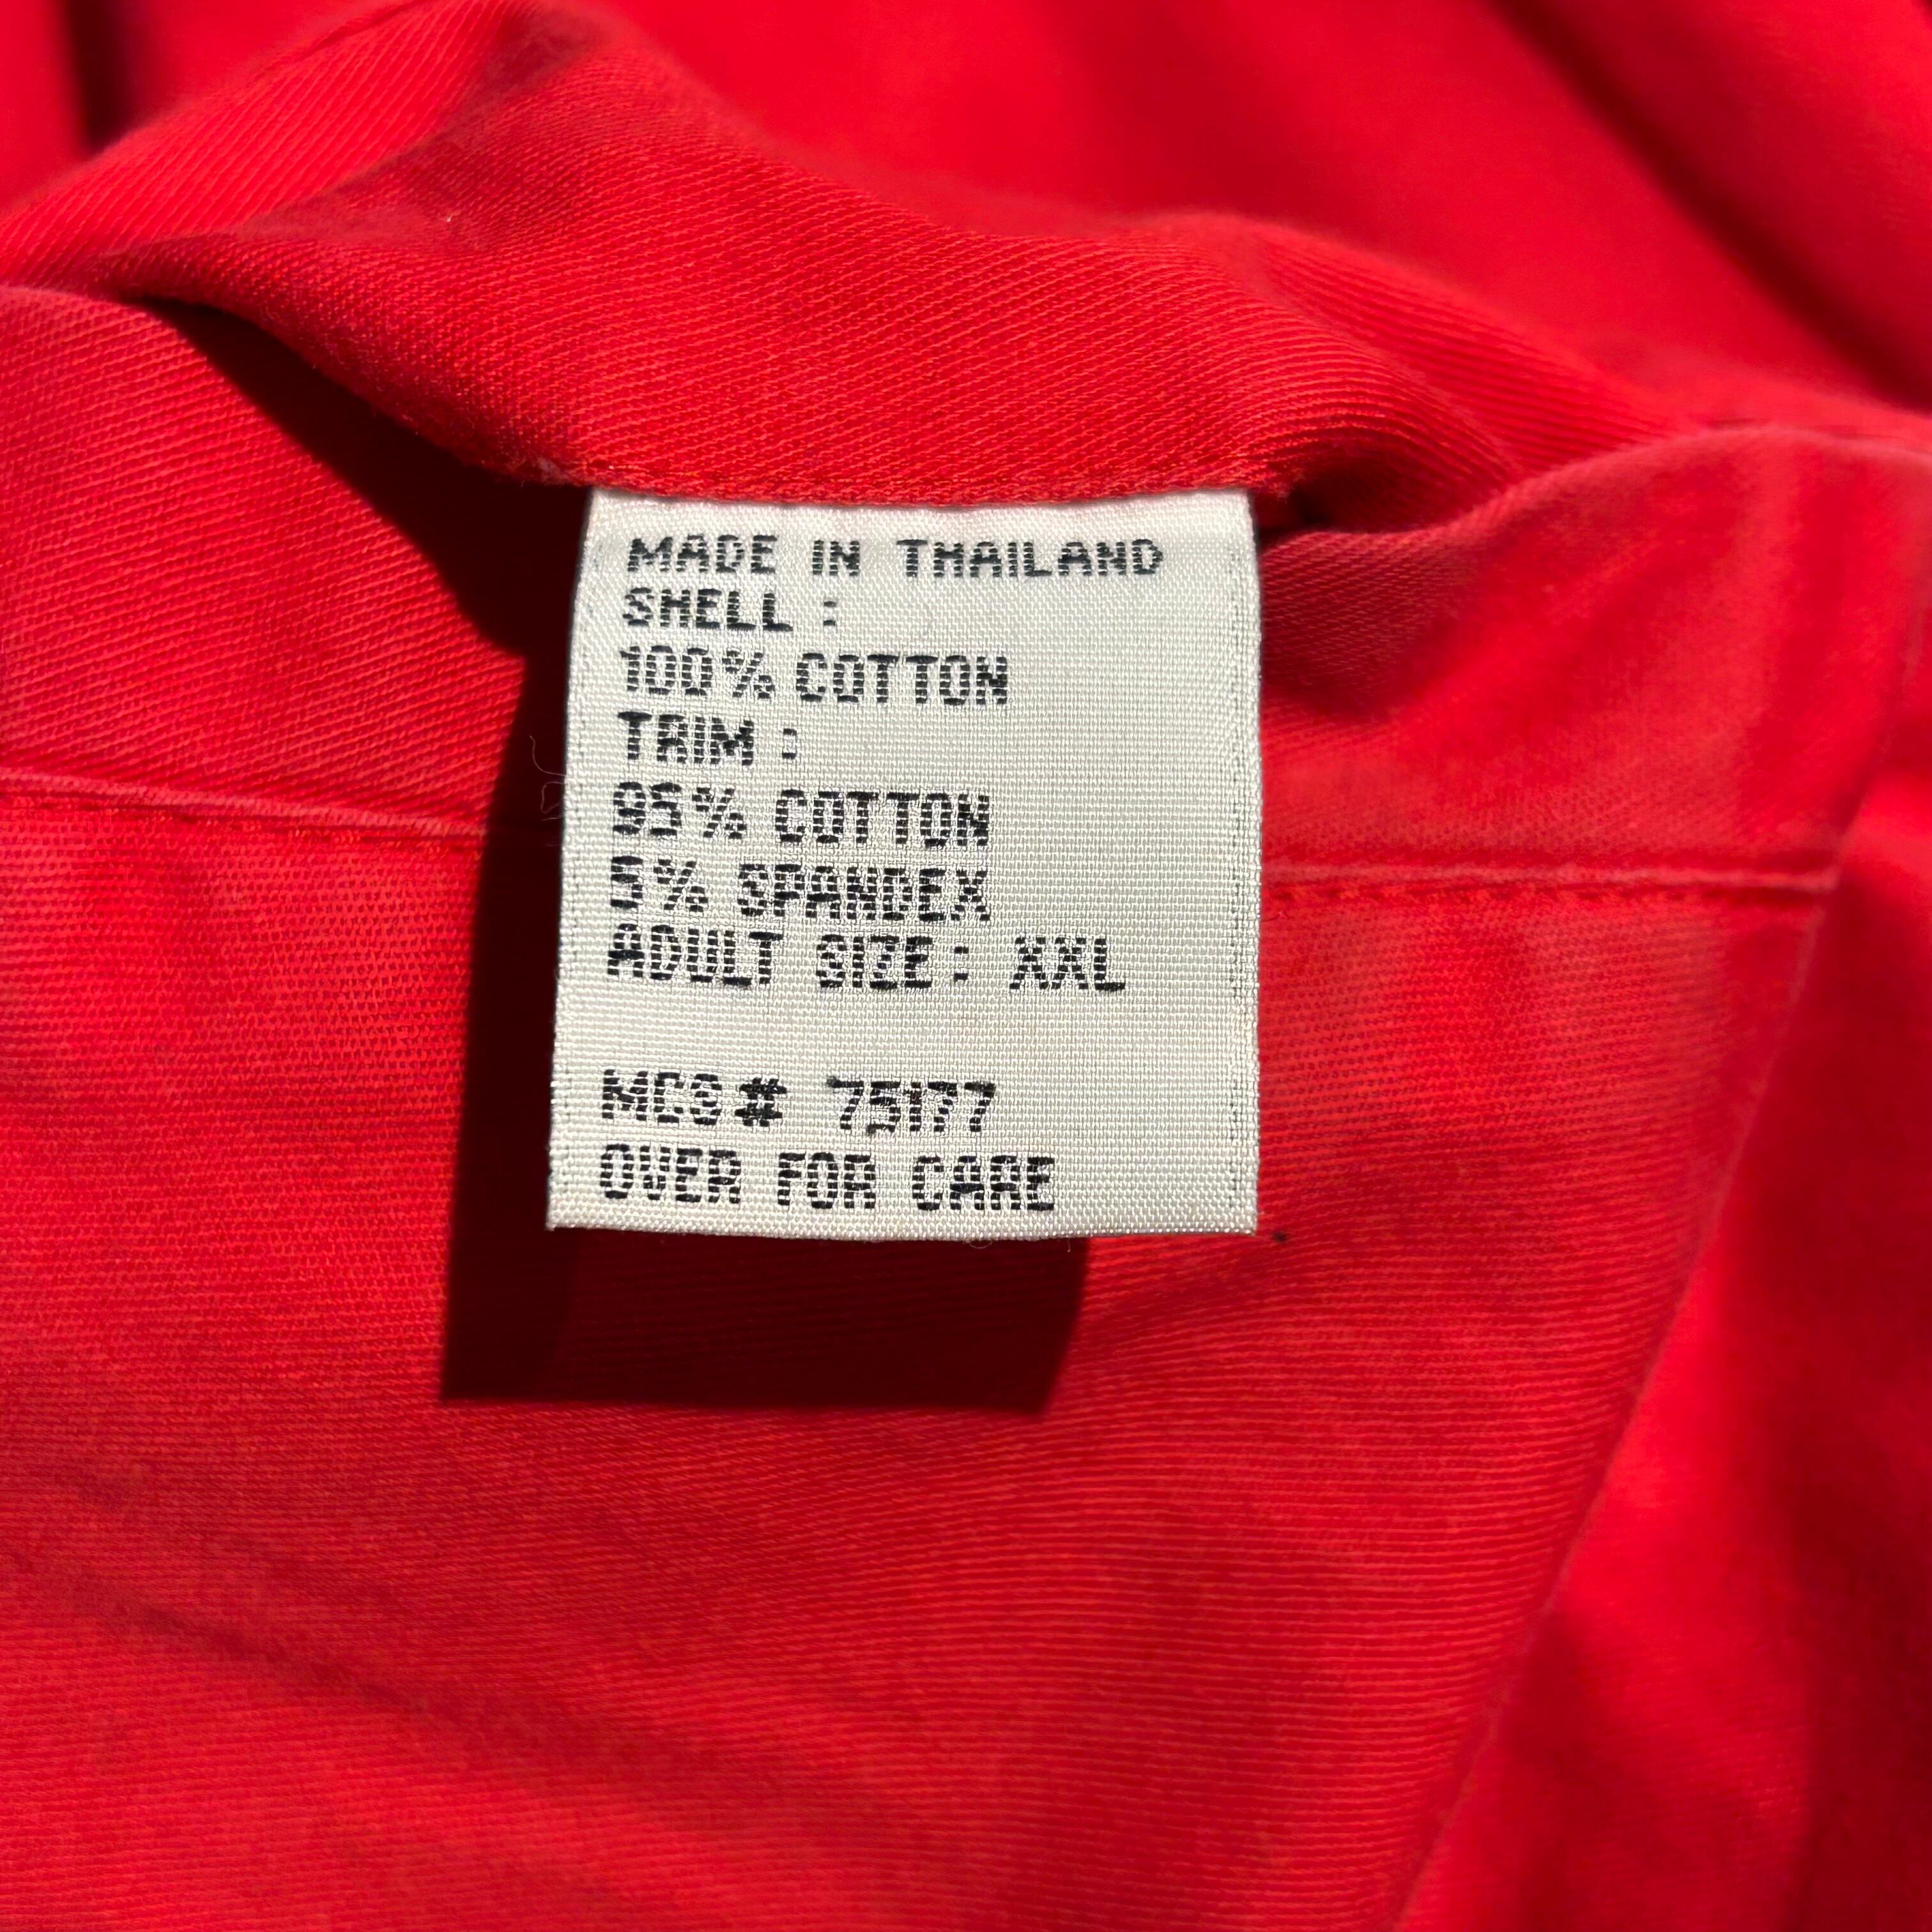 MADE IN THAILAND
SHELL :
100% COTTON
TRIM :
95% COTTON
5% SPANDEX
ADULT SIZE: XXL
MCS# 75177
OVER FOR CARE